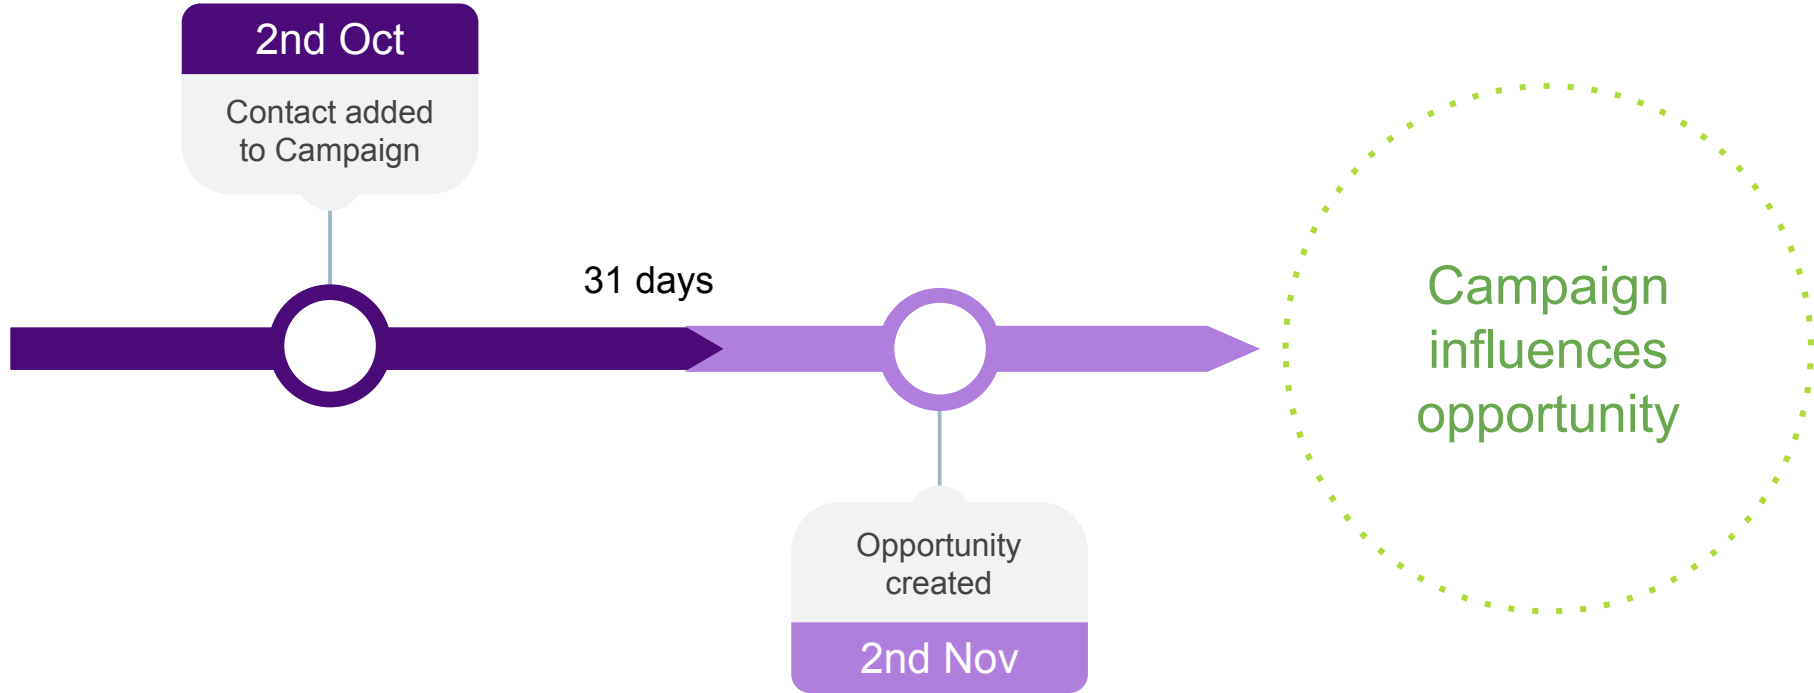 2nd Oct
Contact added
to Campaign
31 days
Opportunity
created
2nd Nov
Campaign
influences
opportunity